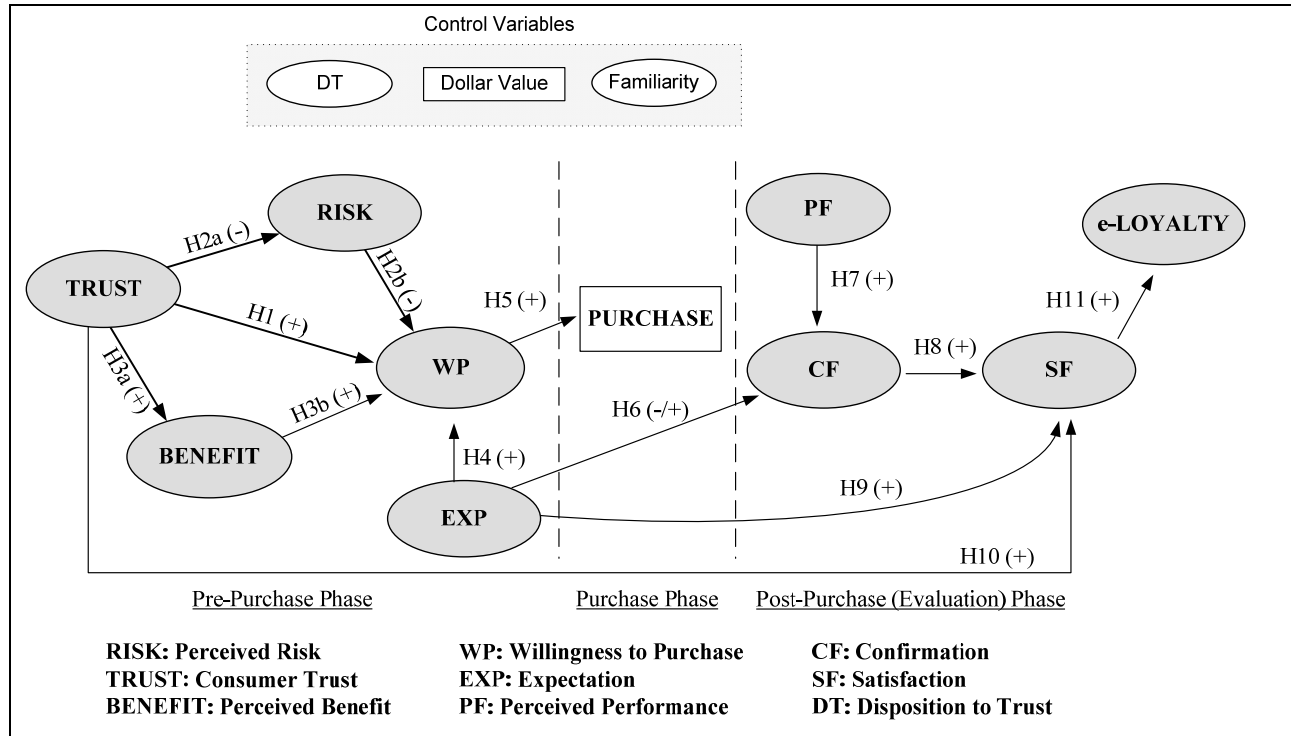 Control Variables
DT
Dollar Value
Familiarity
RISK
PF
e-LOYALTY
H2a (-)
H2b (-)
H7 (+)
TRUST
H1 (+)
H5 (+)
PURCHASE
H11 (+)
H3a (+)
WP
CF
H8 (+)
SF
H3b (+)
H6 (-/+)
BENEFIT
H4 (+)
H9 (+)
EXP
H10 (+)
Pre-Purchase Phase
Purchase Phase
Post-Purchase (Evaluation) Phase
RISK: Perceived Risk
WP: Willingness to Purchase
CF: Confirmation
TRUST: Consumer Trust
EXP: Expectation
SF: Satisfaction
BENEFIT: Perceived Benefit
PF: Perceived Performance
DT: Disposition to Trust